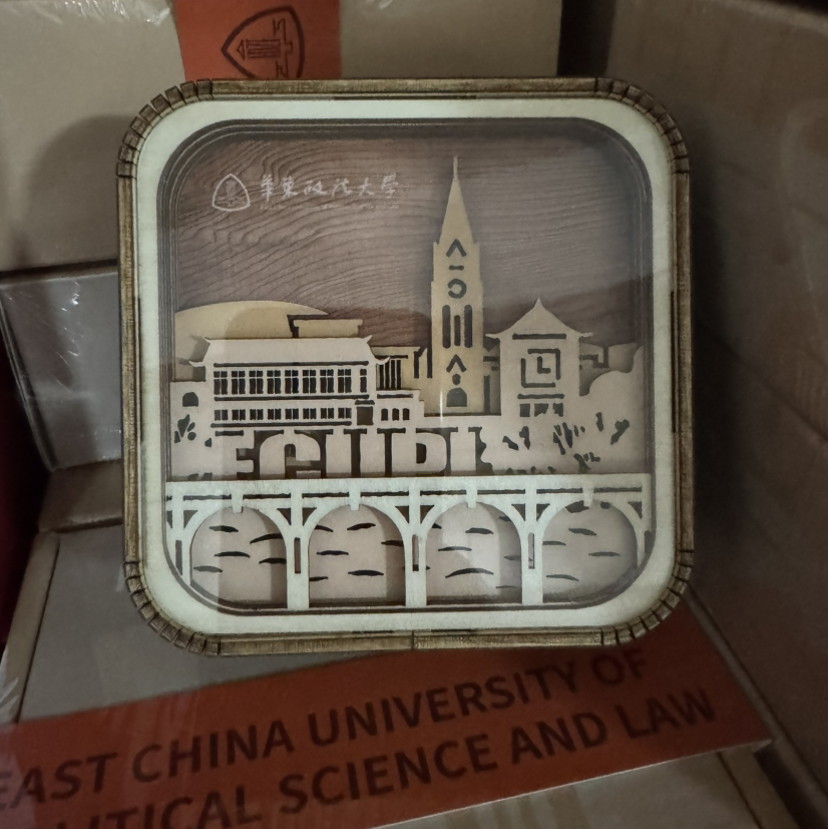 華東政法大學
ECUPL
EAST CHINA UNIVERSITY OF
POLITICAL SCIENCE AND LAW